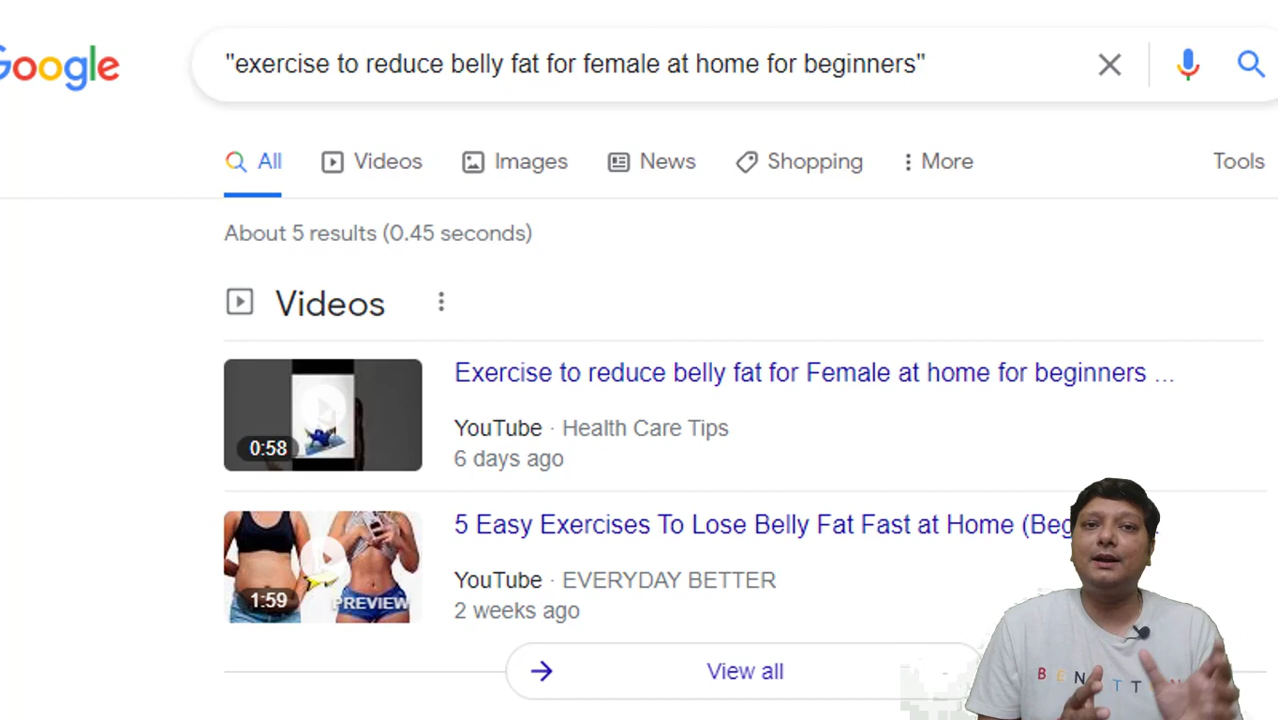 Google
"exercise to reduce belly fat for female at home for beginners"
All Videos Images News Shopping More Tools
About 5 results (0.45 seconds)
Videos
Exercise to reduce belly fat for Female at home for beginners ...
YouTube · Health Care Tips
6 days ago
0:58
5 Easy Exercises To Lose Belly Fat Fast at Home
YouTube · EVERYDAY BETTER
2 weeks ago
1:59
PREVIEW
View all